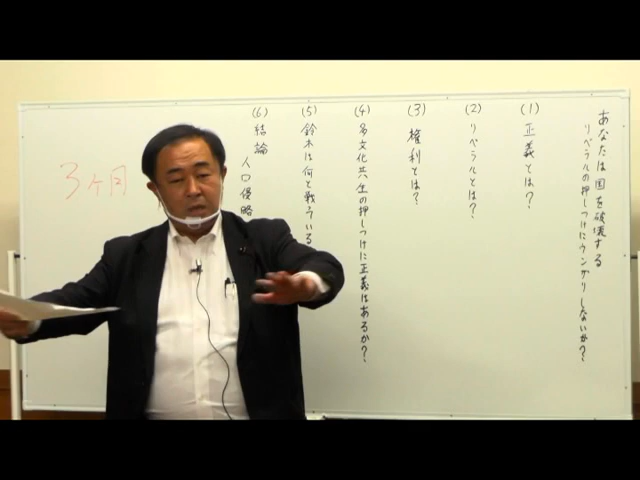 あなたは国を破壊する
リベラルの押しつけにウンザリしないか?
(1) 正義とは?
(2) リベラルとは?
(3) 権利とは?
(4) 多文化共生の押しつけに正義はあるか?
(5) 鈴木は何と戦ういる
(6) 結論
人口侵略
3ヶ月